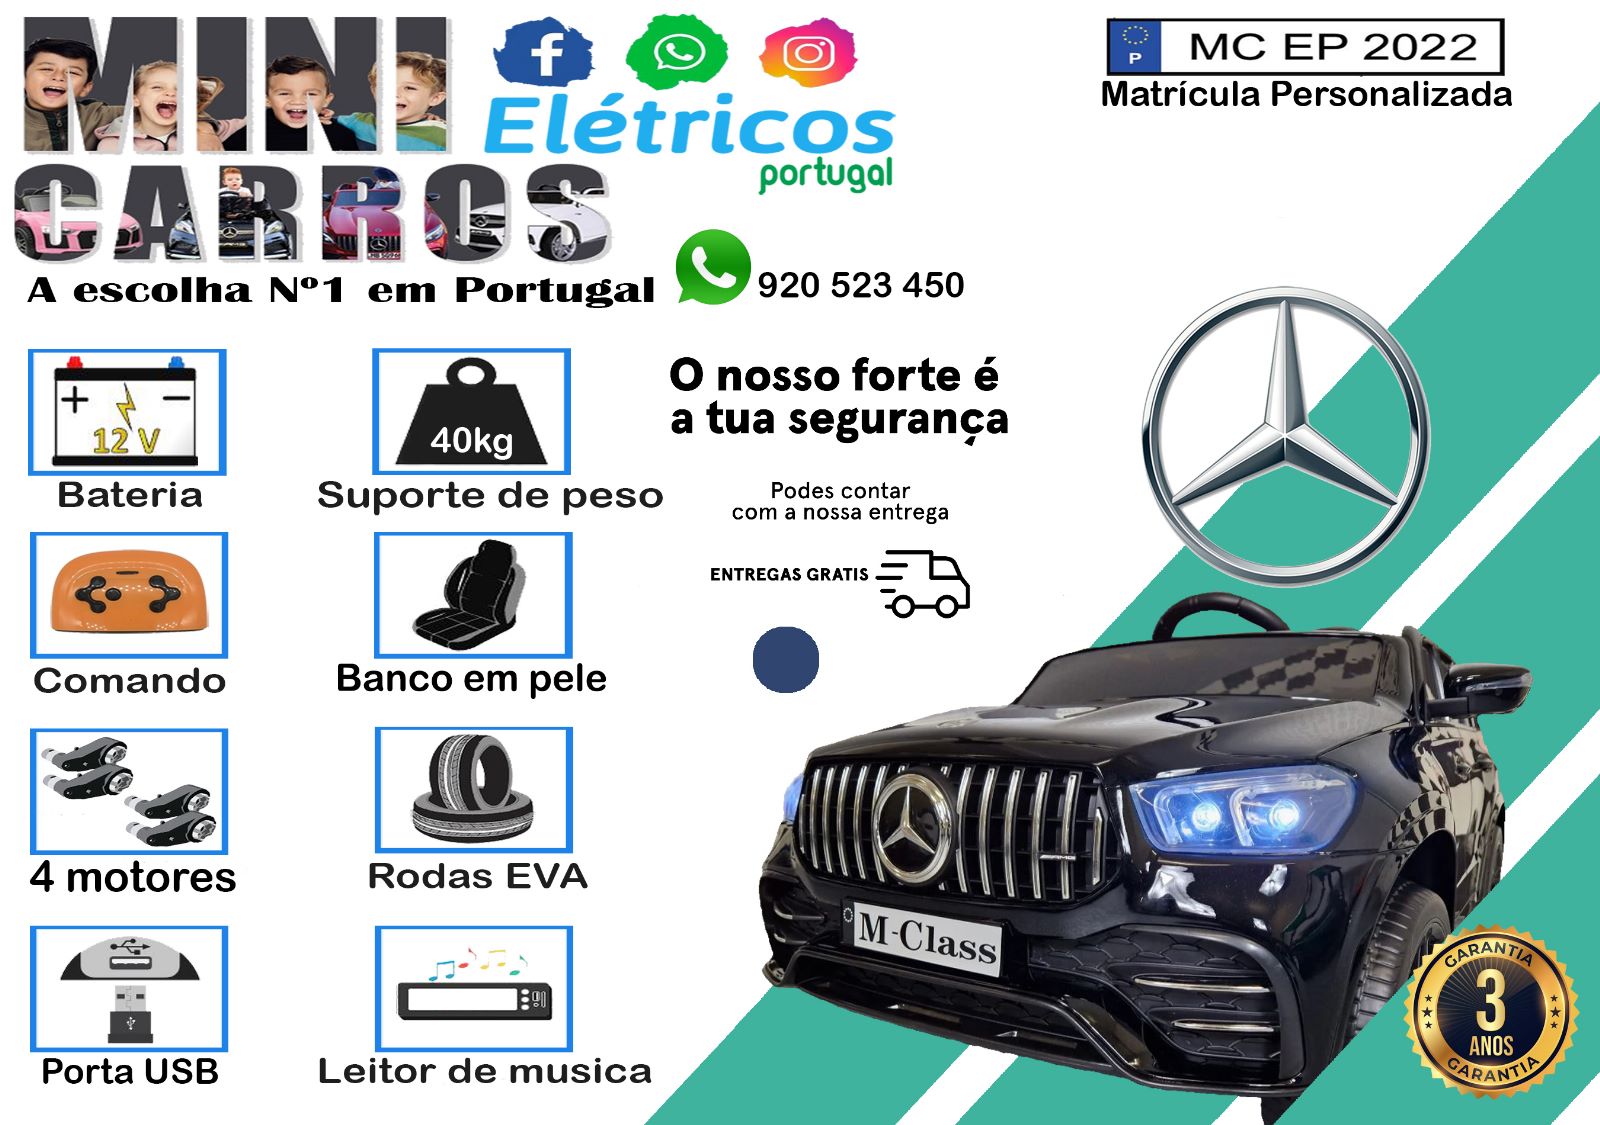 MINI
CARROS
Elétricos
portugal
A escolha Nº1 em Portugal
920 523 450
P MC EP 2022
Matrícula Personalizada
O nosso forte é
a tua segurança
Podes contar
com a nossa entrega
ENTREGAS GRATIS
+ −
12 V
Bateria
40kg
Suporte de peso
Comando
Banco em pele
4 motores
Rodas EVA
Porta USB
Leitor de musica
AMG
M-Class
GARANTIA
3
ANOS
GARANTIA